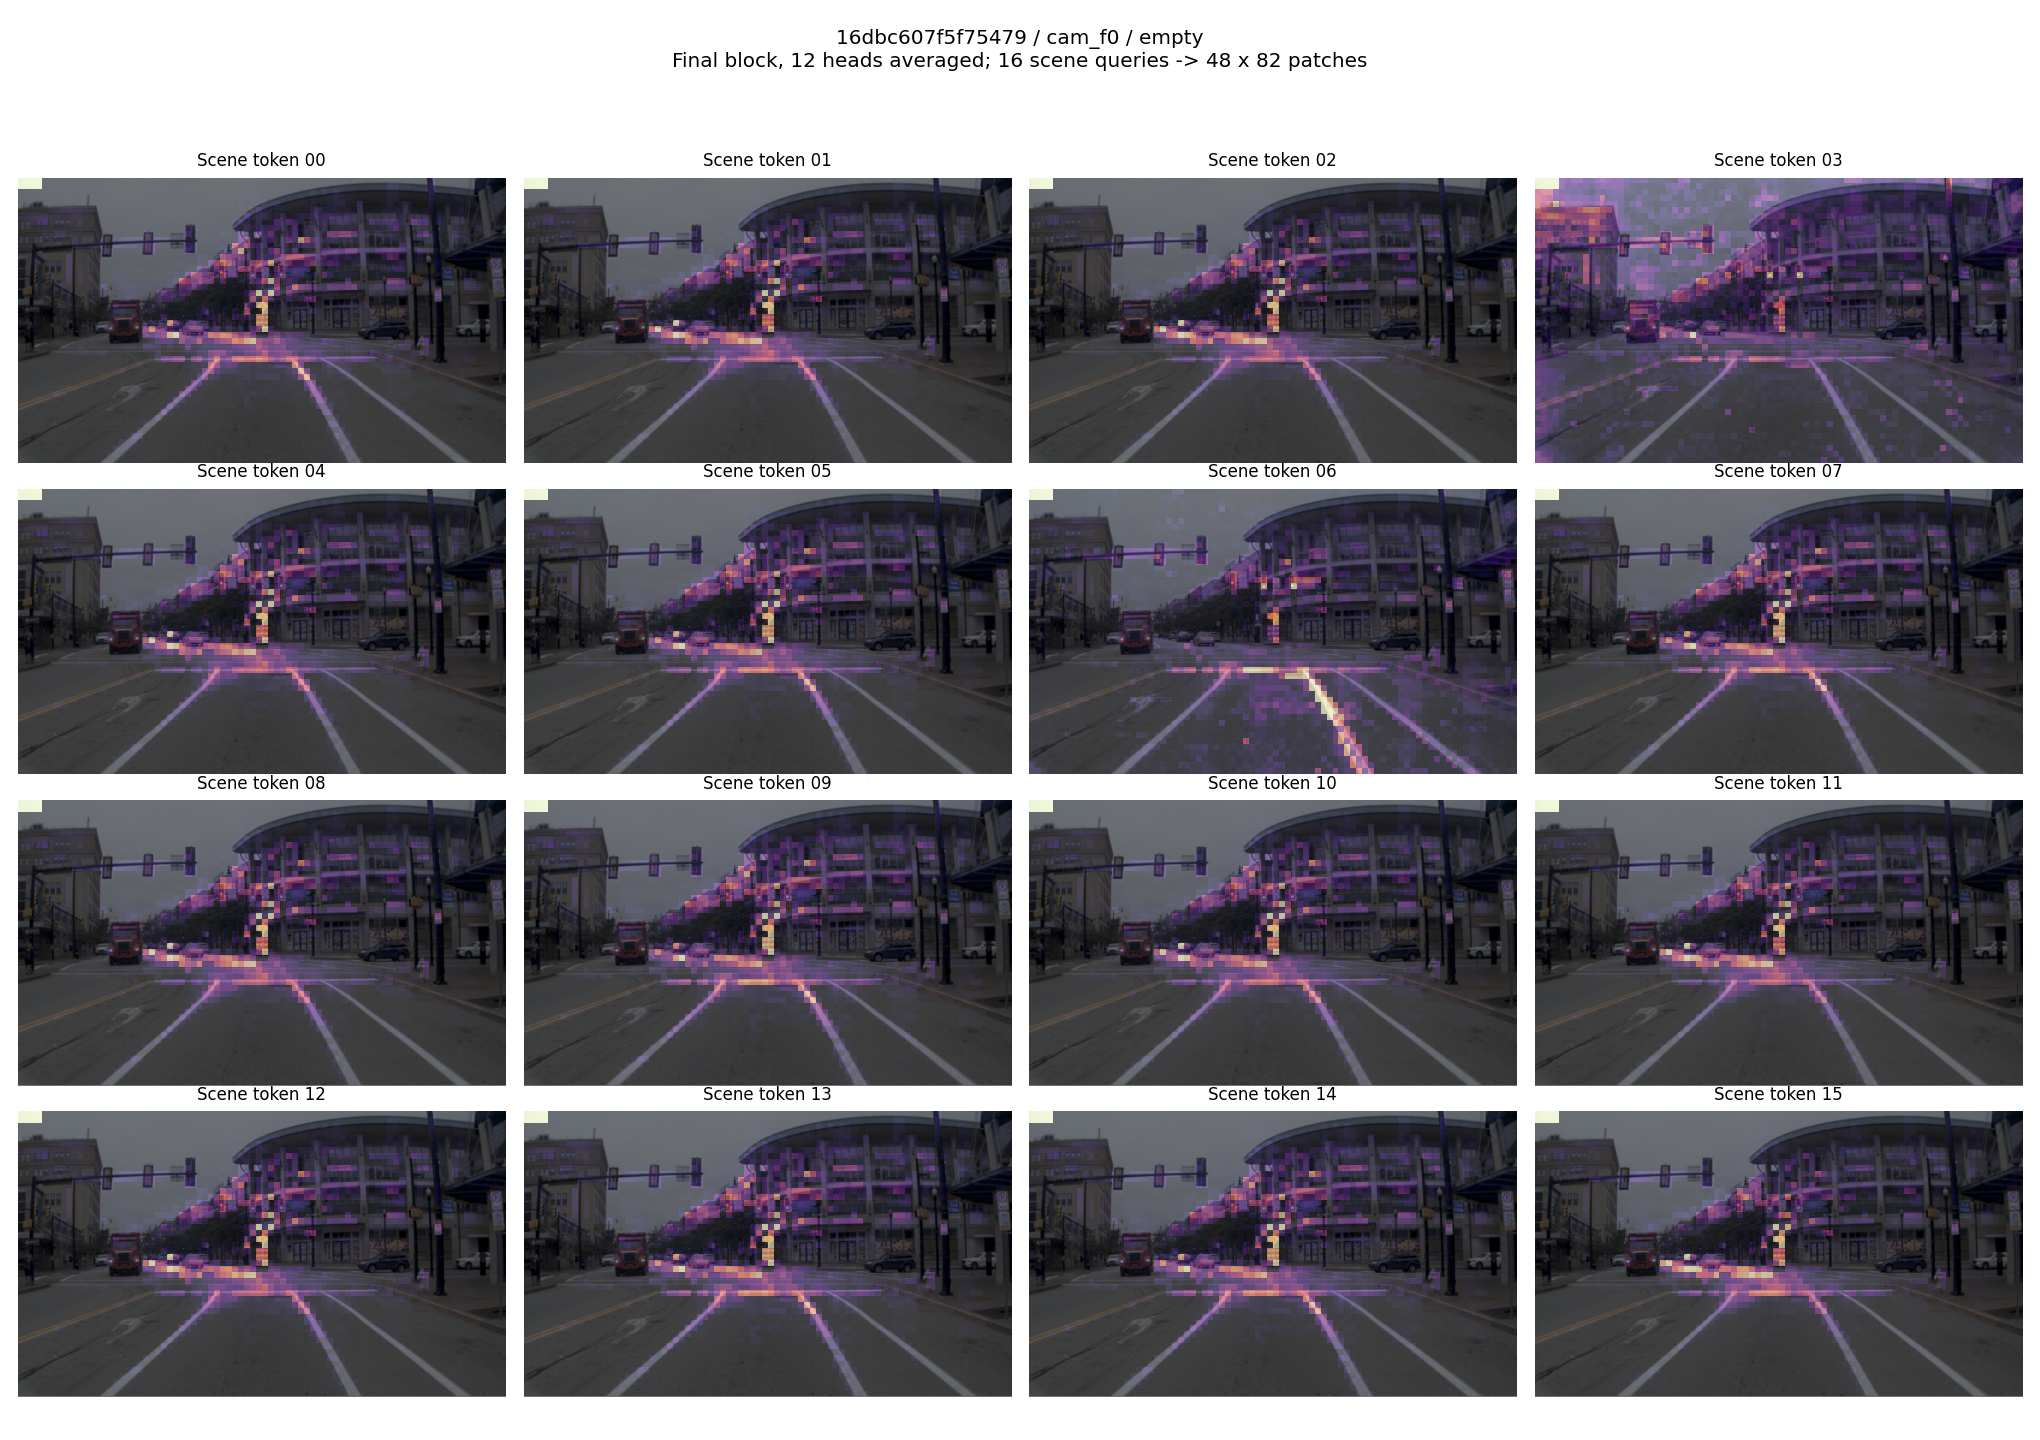 16dbc607f5f75479 / cam_f0 / empty
Final block, 12 heads averaged; 16 scene queries -> 48 x 82 patches
Scene token 00
Scene token 01
Scene token 02
Scene token 03
Scene token 04
Scene token 05
Scene token 06
Scene token 07
Scene token 08
Scene token 09
Scene token 10
Scene token 11
Scene token 12
Scene token 13
Scene token 14
Scene token 15